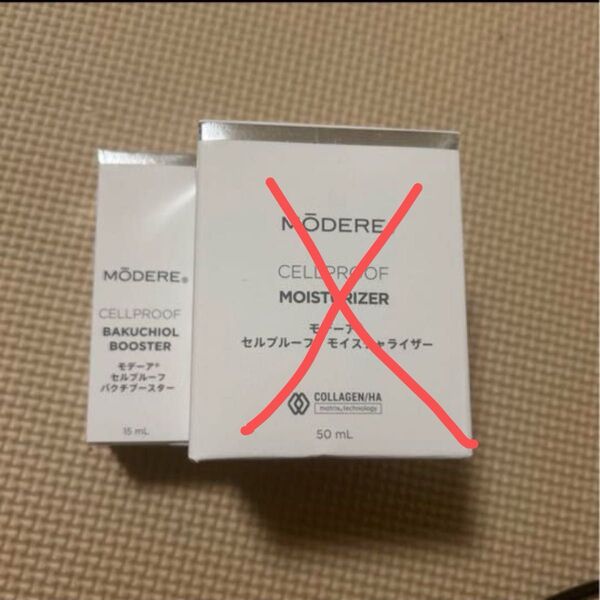 MŌDERE®
CELLPROOF
BAKUCHIOL
BOOSTER
モデーア®
セルプルーフ
バクチブースター
15 mL
MŌDERE
CELLPROOF
MOISTURIZER
モデーア
セルプルーフ モイスチャライザー
COLLAGEN/HA
matrix technology
50 mL